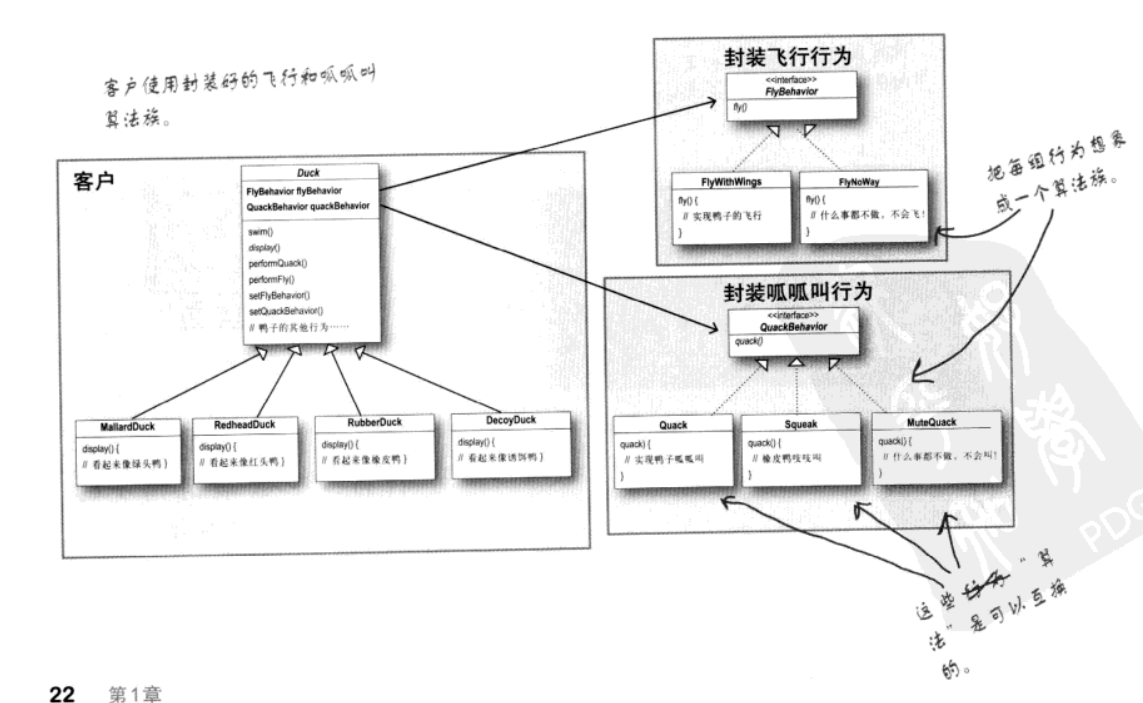 客户使用封装好的飞行和呱呱叫
算法族。
客户
Duck
FlyBehavior flyBehavior
QuackBehavior quackBehavior
swim()
display()
performQuack()
performFly()
setFlyBehavior()
setQuackBehavior()
// 鸭子的其他行为……
MallardDuck
display() {
// 看起来像绿头鸭 }
RedheadDuck
display() {
// 看起来像红头鸭 }
RubberDuck
display() {
// 看起来像橡皮鸭 }
DecoyDuck
display() {
// 看起来像诱饵鸭 }
封装飞行行为
<<interface>>
FlyBehavior
fly()
FlyWithWings
fly() {
// 实现鸭子的飞行
}
FlyNoWay
fly() {
// 什么事都不做，不会飞！
}
把每组行为想象
成一个算法族。
封装呱呱叫行为
<<interface>>
QuackBehavior
quack()
Quack
quack) {
// 实现鸭子呱呱叫
}
Squeak
quack() {
// 橡皮鸭吱吱叫
}
MuteQuack
quack() {
// 什么事都不做，不会叫！
}
这些行为“算
法”是可以互换
的。
PDG
22 第1章